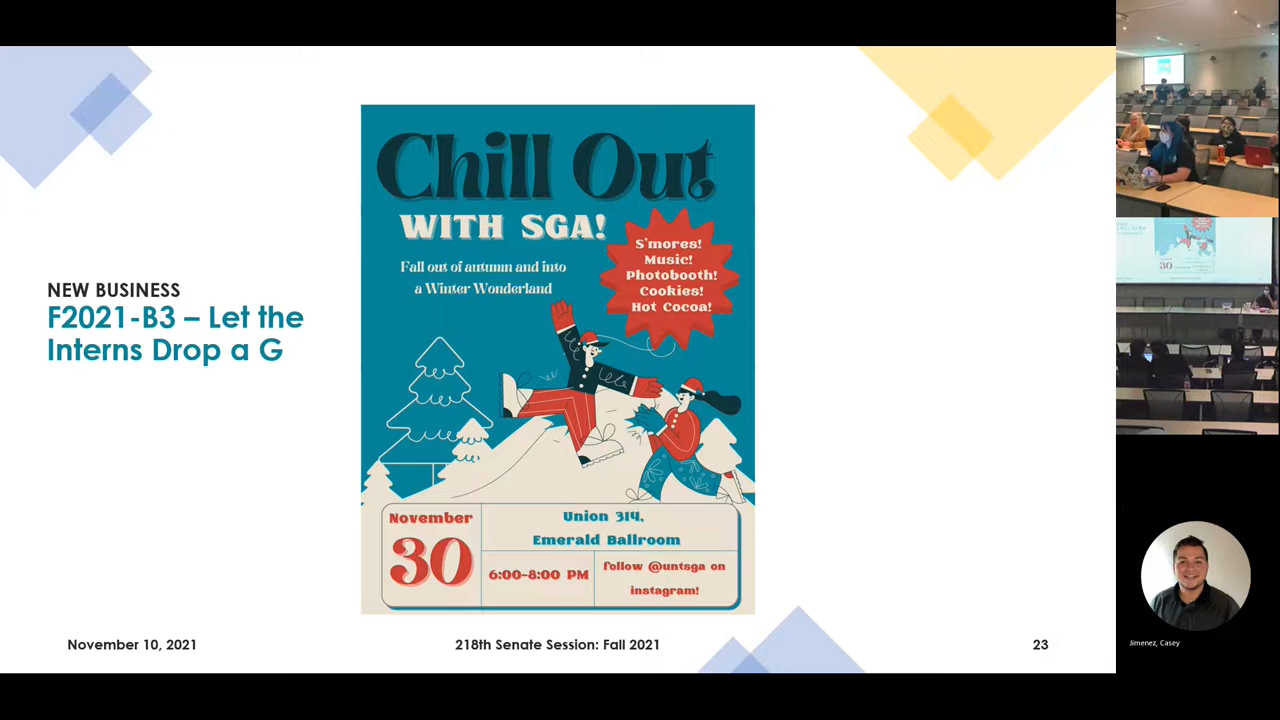 NEW BUSINESS
F2021-B3 – Let the
Interns Drop a G
Chill Out
WITH SGA!
Fall out of autumn and into
a Winter Wonderland
S'mores!
Music!
Photobooth!
Cookies!
Hot Cocoa!
November
30
Union 314,
Emerald Ballroom
6:00-8:00 PM
follow @untsga on
instagram!
November 10, 2021
218th Senate Session: Fall 2021
23
Jimenez, Casey